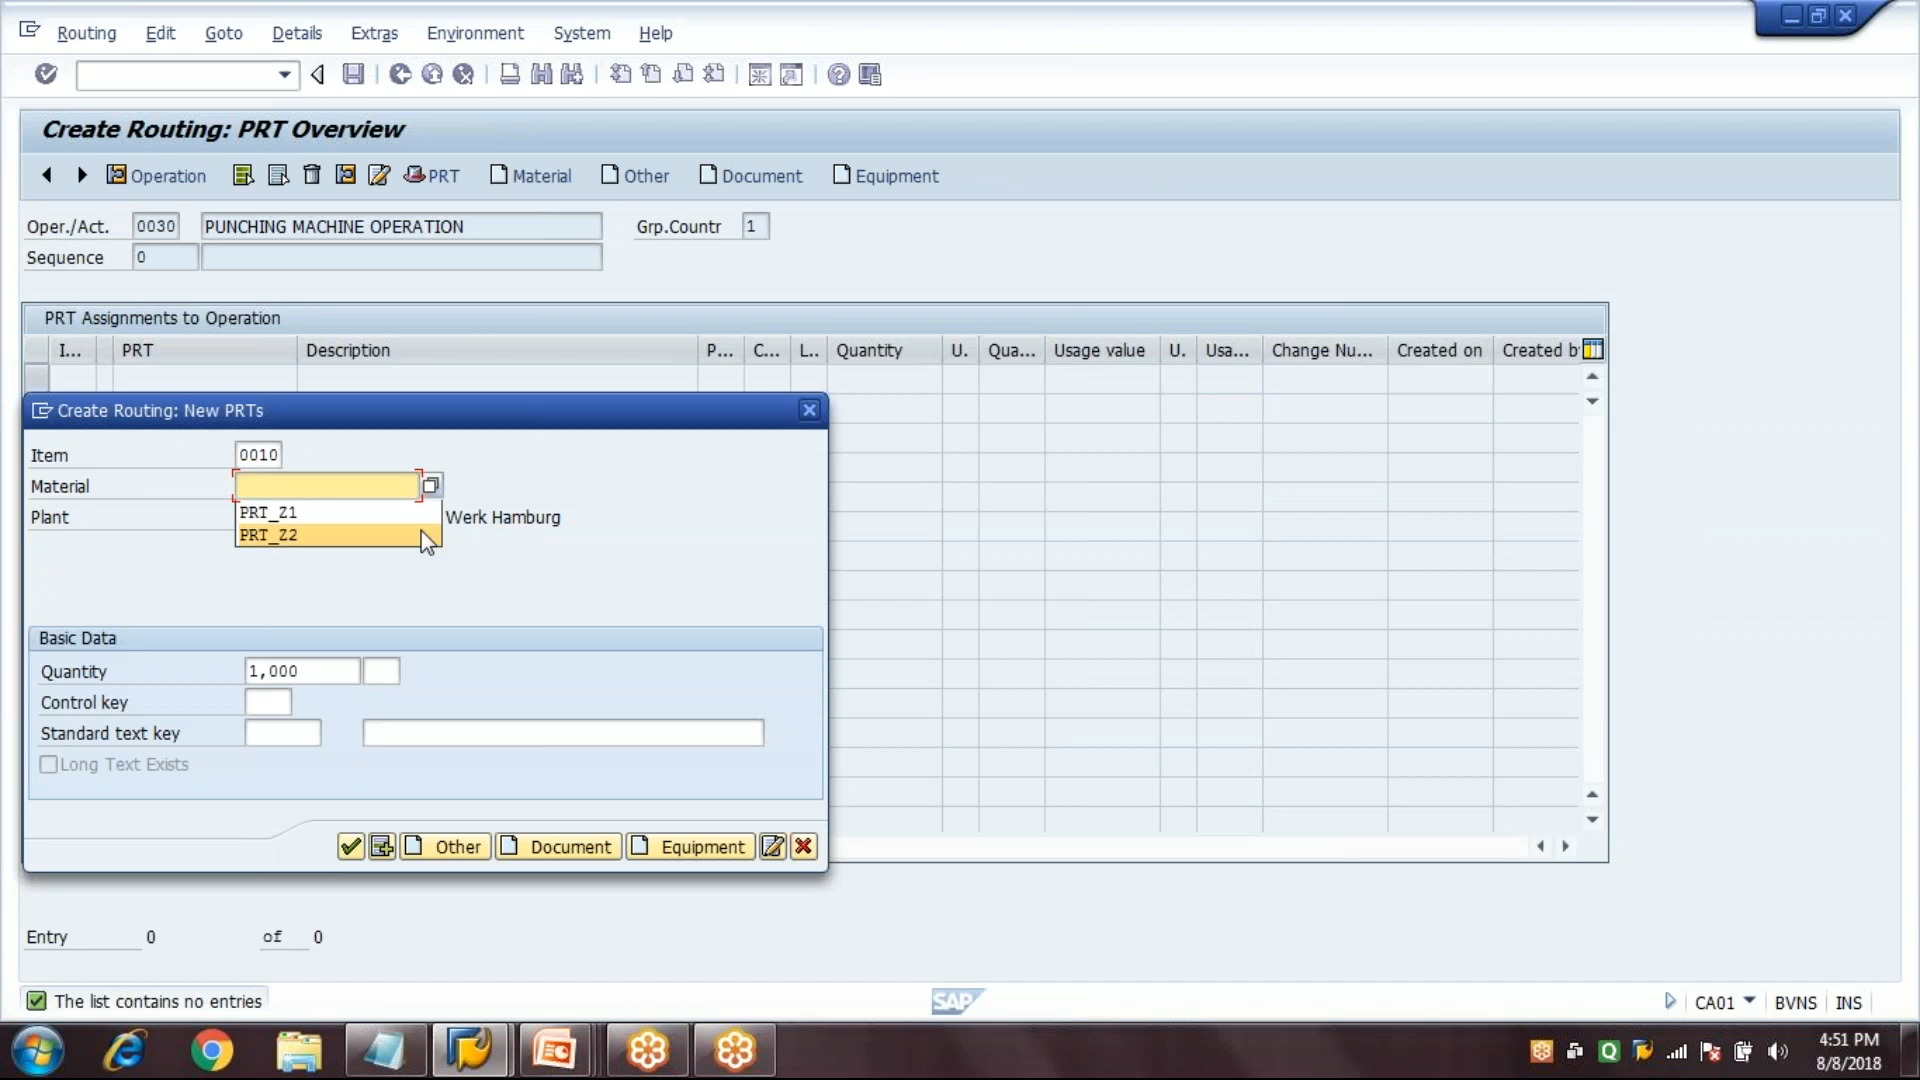 Routing Edit Goto Details Extras Environment System Help
Create Routing: PRT Overview
Operation PRT Material Other Document Equipment
Oper./Act. 0030 PUNCHING MACHINE OPERATION Grp.Countr 1
Sequence 0
PRT Assignments to Operation
I... PRT Description P... C... L.. Quantity U. Qua... Usage value U. Usa... Change Nu... Created on Created b
Create Routing: New PRTs
Item 0010
Material
PRT_Z1
Plant Werk Hamburg
PRT_Z2
Basic Data
Quantity 1,000
Control key
Standard text key
Long Text Exists
Other Document Equipment
Entry 0 of 0
The list contains no entries
SAP
CA01 BVNS INS
4:51 PM
8/8/2018